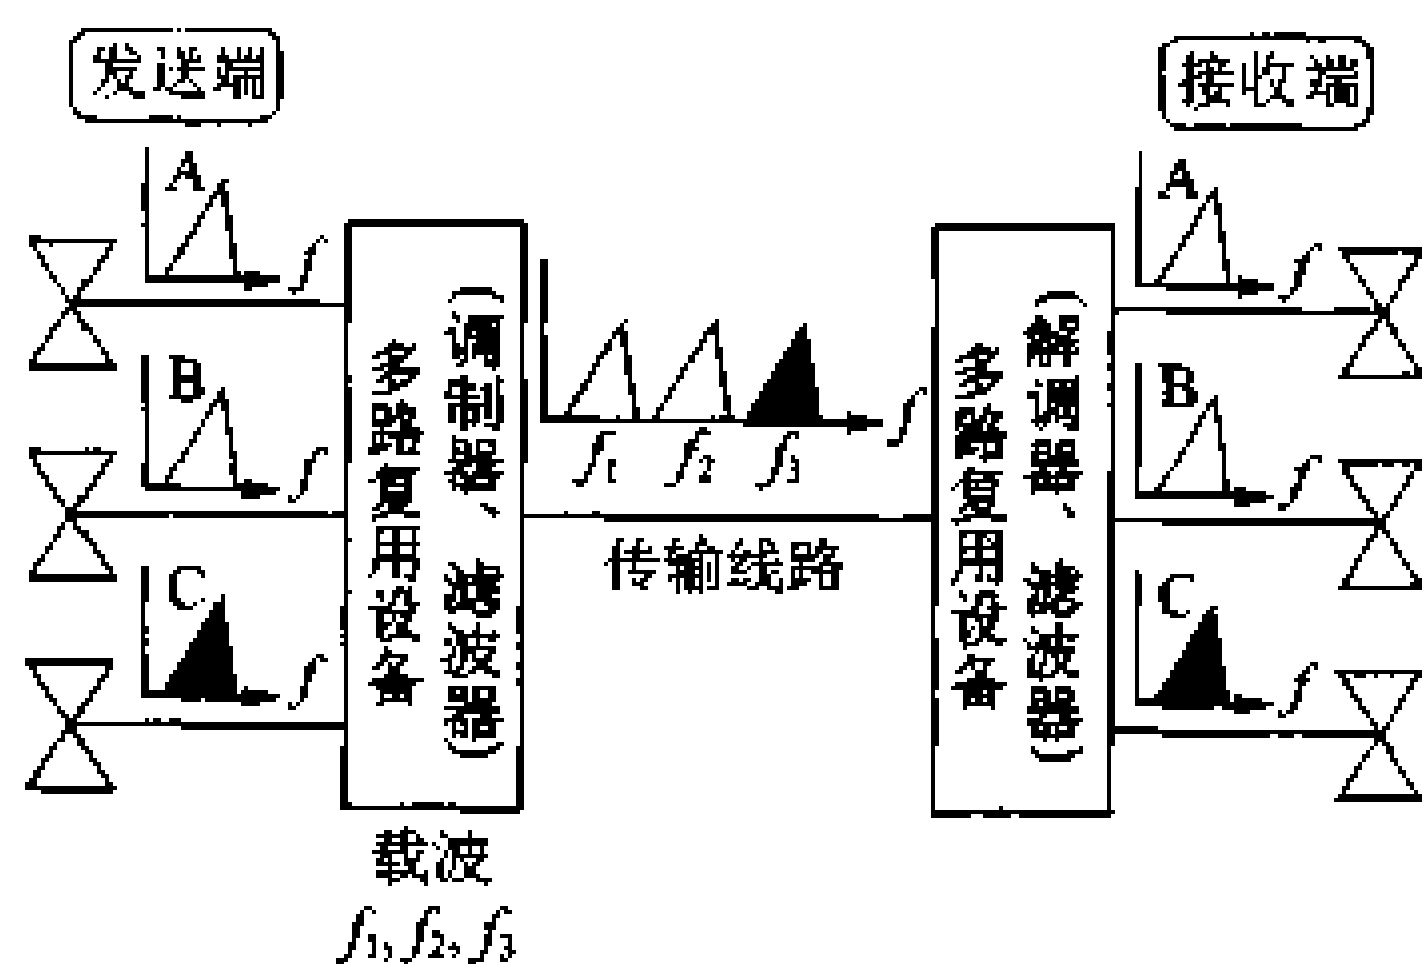 发送端
接收端
A
f
B
f
C
f
多路复用设备
(调制器、滤波器)
载波
f1, f2, f3
f1 f2 f3
f
传输线路
多路复用设备
(解调器、滤波器)
A
f
B
f
C
f